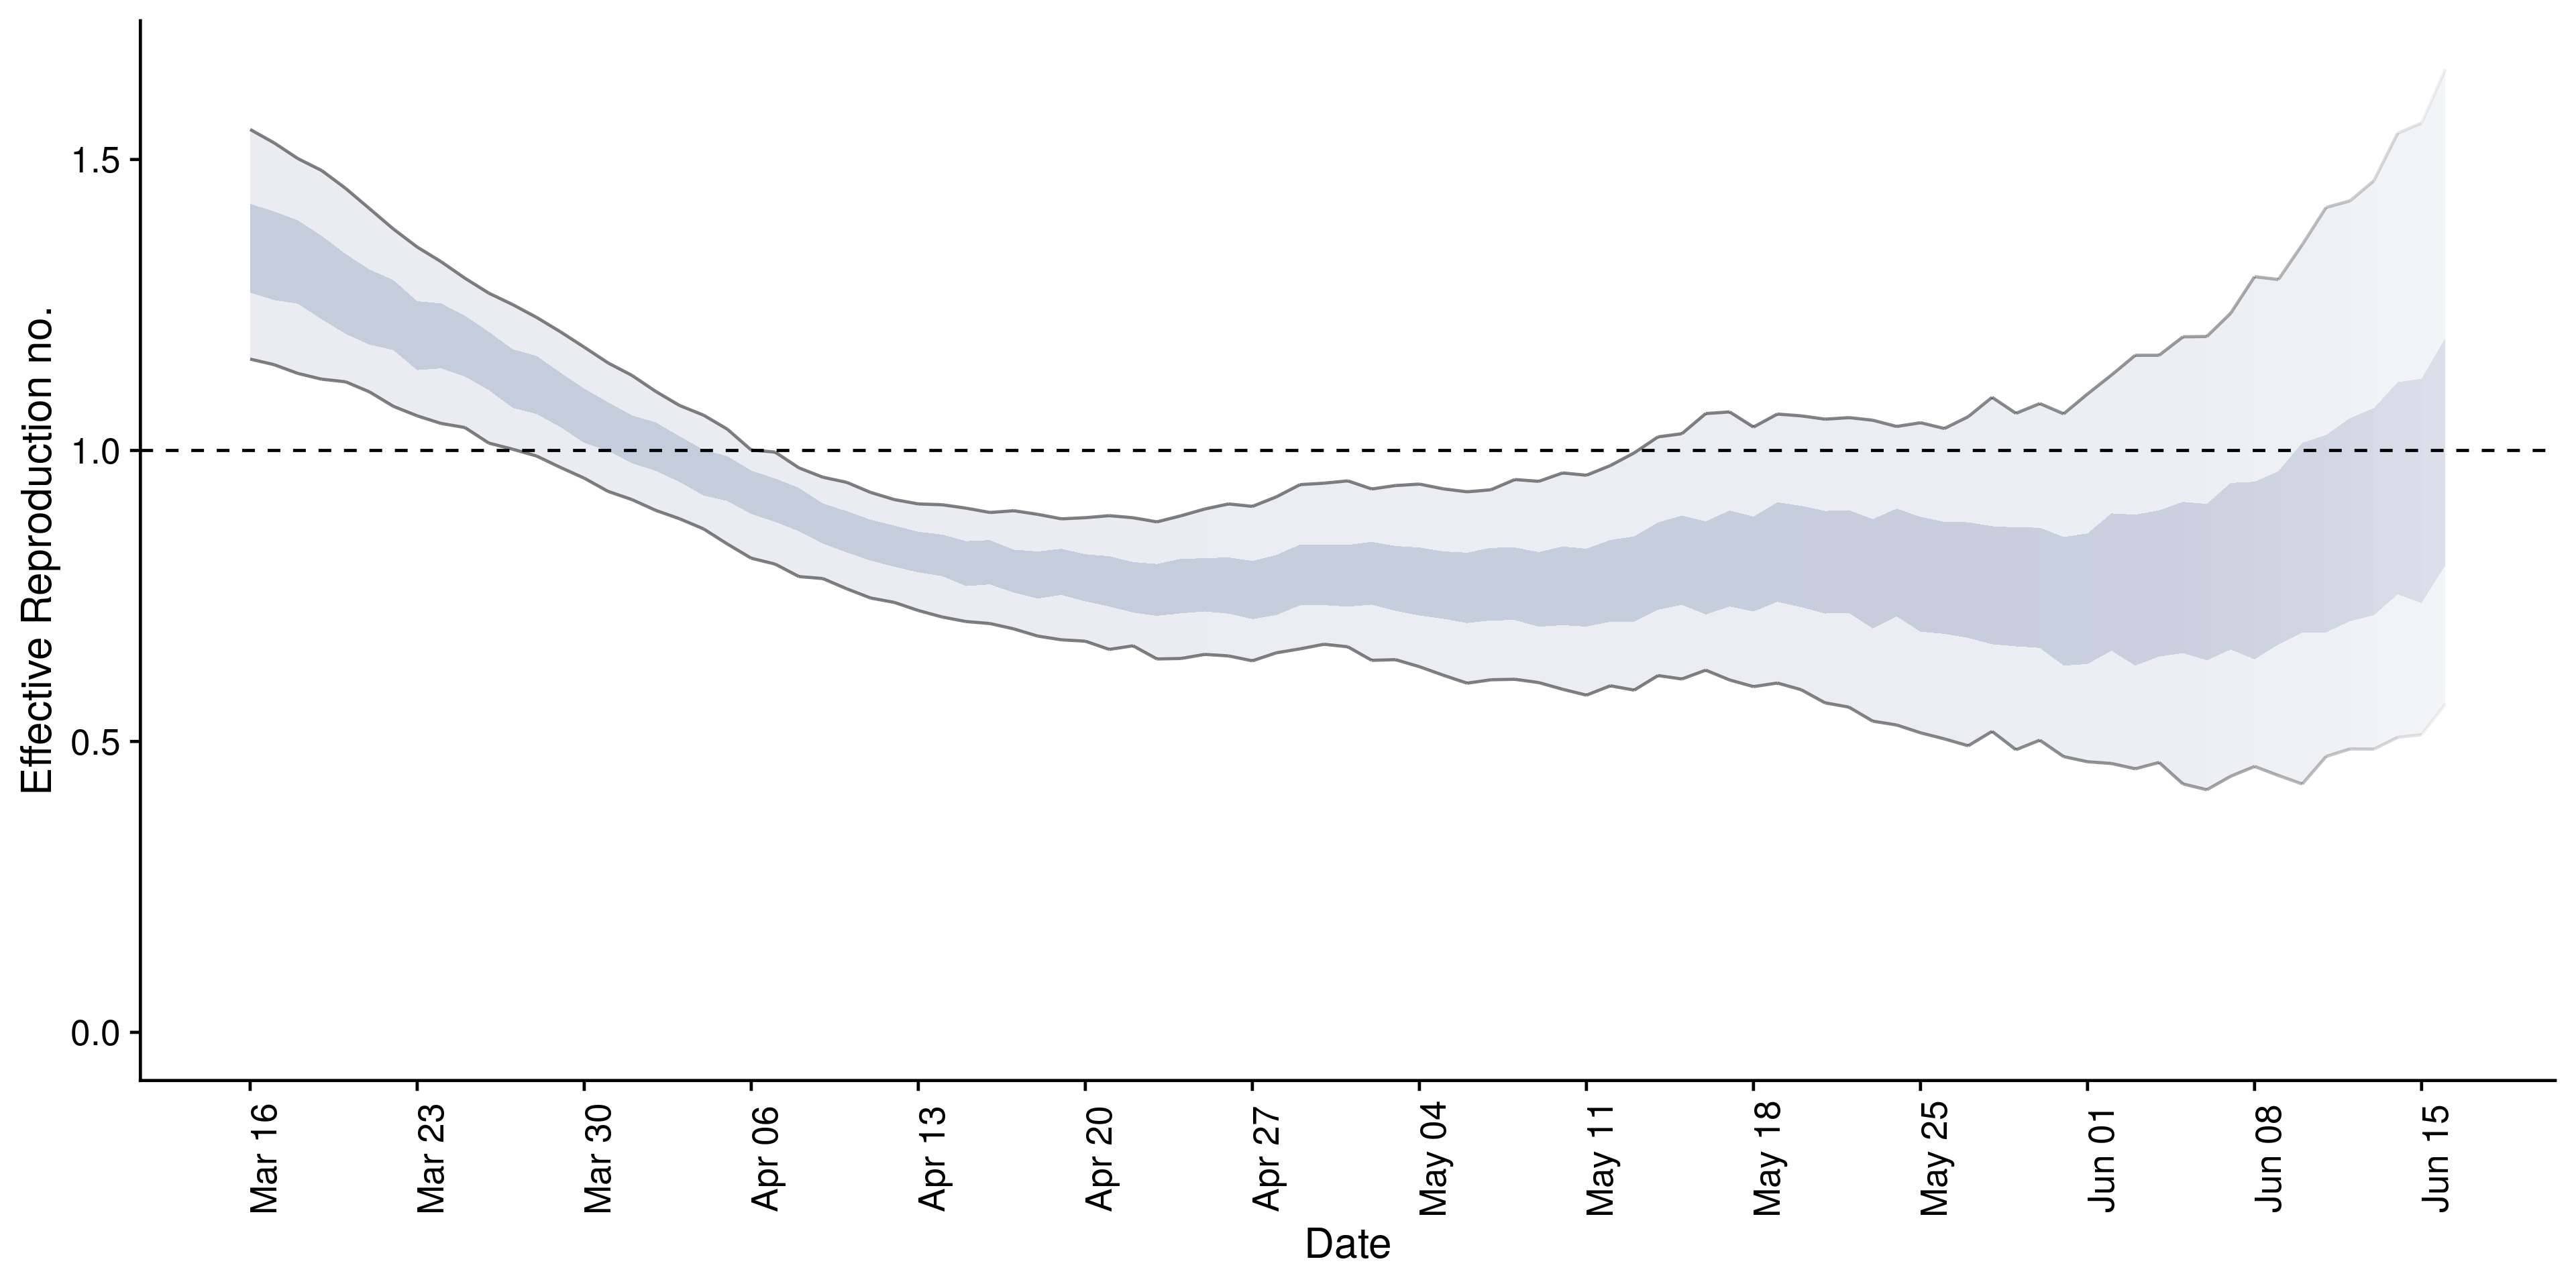 Effective Reproduction no.
1.5
1.0
0.5
0.0
Mar 16
Mar 23
Mar 30
Apr 06
Apr 13
Apr 20
Apr 27
May 04
May 11
May 18
May 25
Jun 01
Jun 08
Jun 15
Date